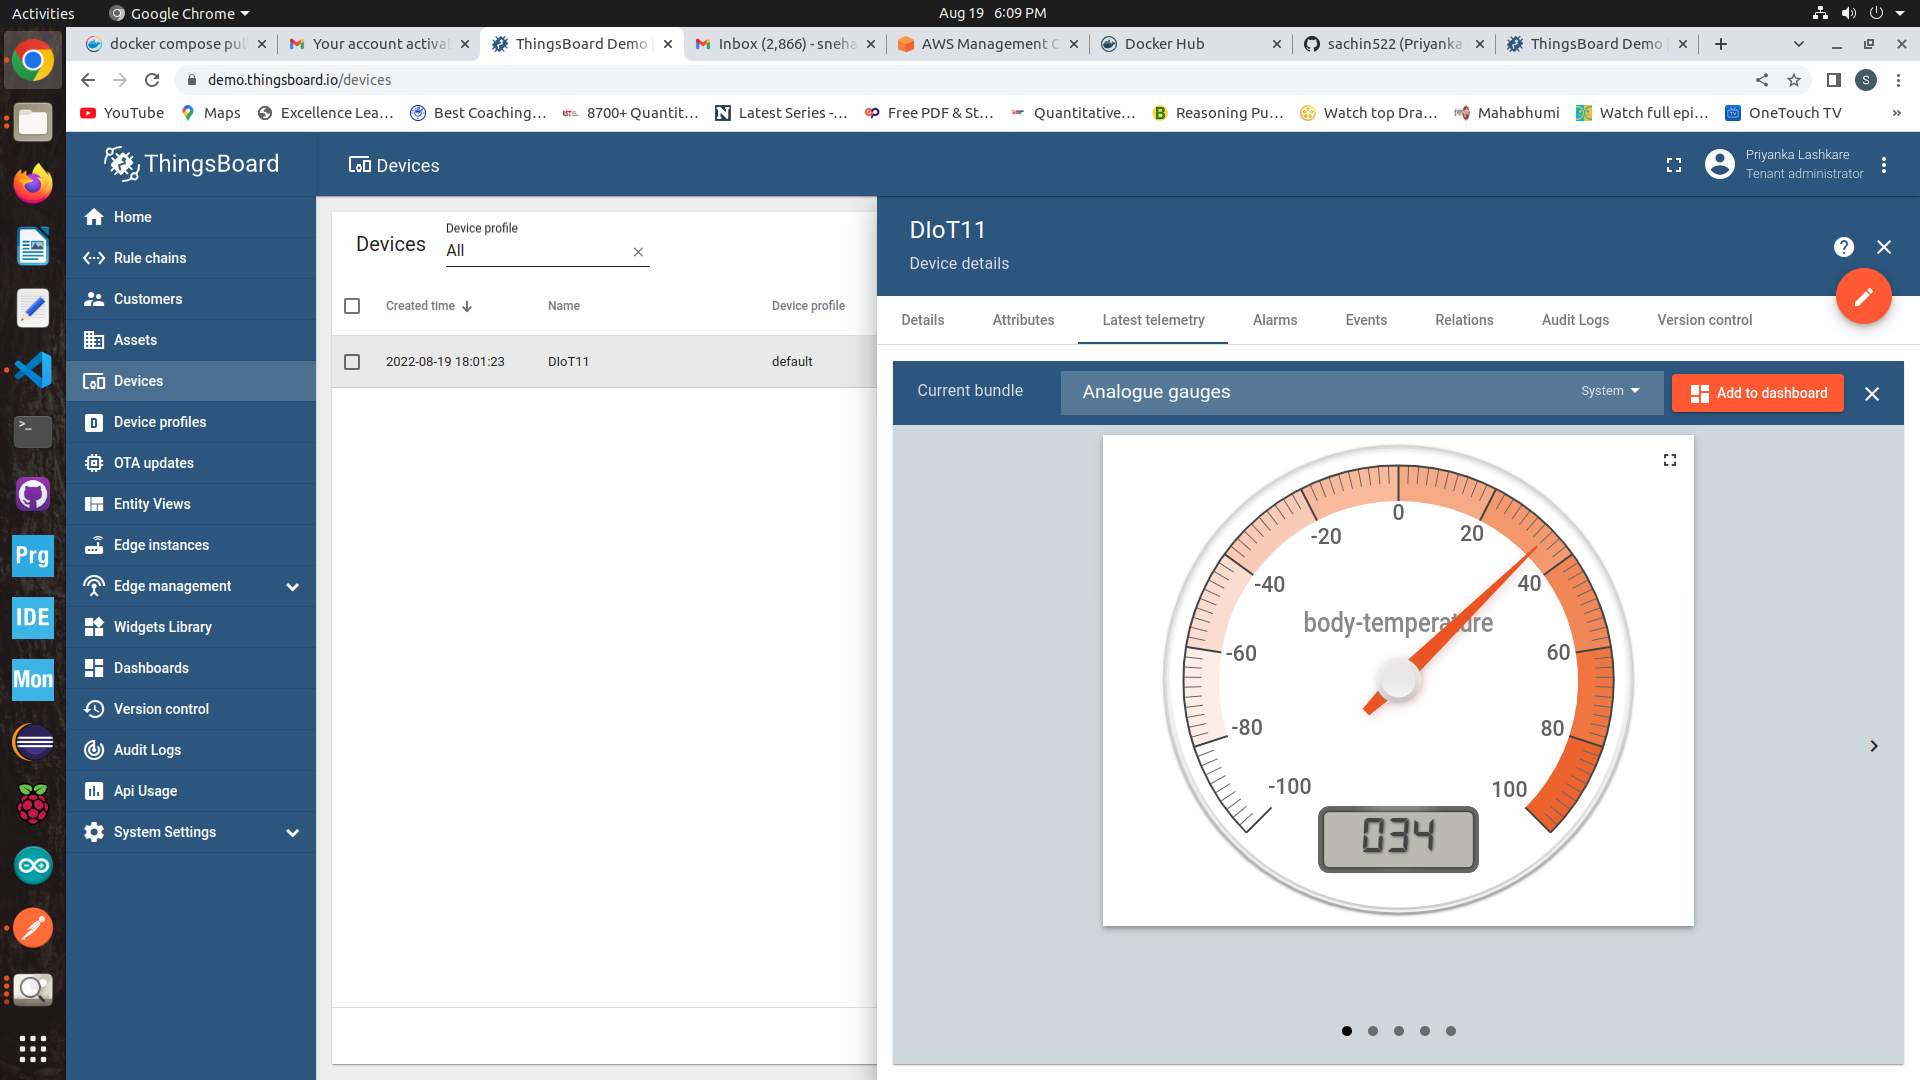 Activities
Google Chrome
Aug 19 6:09 PM
docker compose pul
Your account activa
ThingsBoard Demo
Inbox (2,866) - sneha
AWS Management C
Docker Hub
sachin522 (Priyanka
ThingsBoard Demo
demo.thingsboard.io/devices
S
YouTube
Maps
Excellence Lea...
Best Coaching...
8700+ Quantit...
Latest Series -...
Free PDF & St...
Quantitative...
Reasoning Pu...
Watch top Dra...
Mahabhumi
Watch full epi...
OneTouch TV
»
ThingsBoard
Devices
Priyanka Lashkare
Tenant administrator
Home
Rule chains
Customers
Assets
Devices
Device profiles
OTA updates
Entity Views
Edge instances
Edge management
Widgets Library
Dashboards
Version control
Audit Logs
Api Usage
System Settings
Prg
IDE
Mon
Devices
Device profile
All
Created time
Name
Device profile
2022-08-19 18:01:23
DIoT11
default
DIoT11
Device details
Details
Attributes
Latest telemetry
Alarms
Events
Relations
Audit Logs
Version control
Current bundle
Analogue gauges
System
Add to dashboard
0
-20
20
-40
40
body-temperature
-60
60
-80
80
-100
100
034